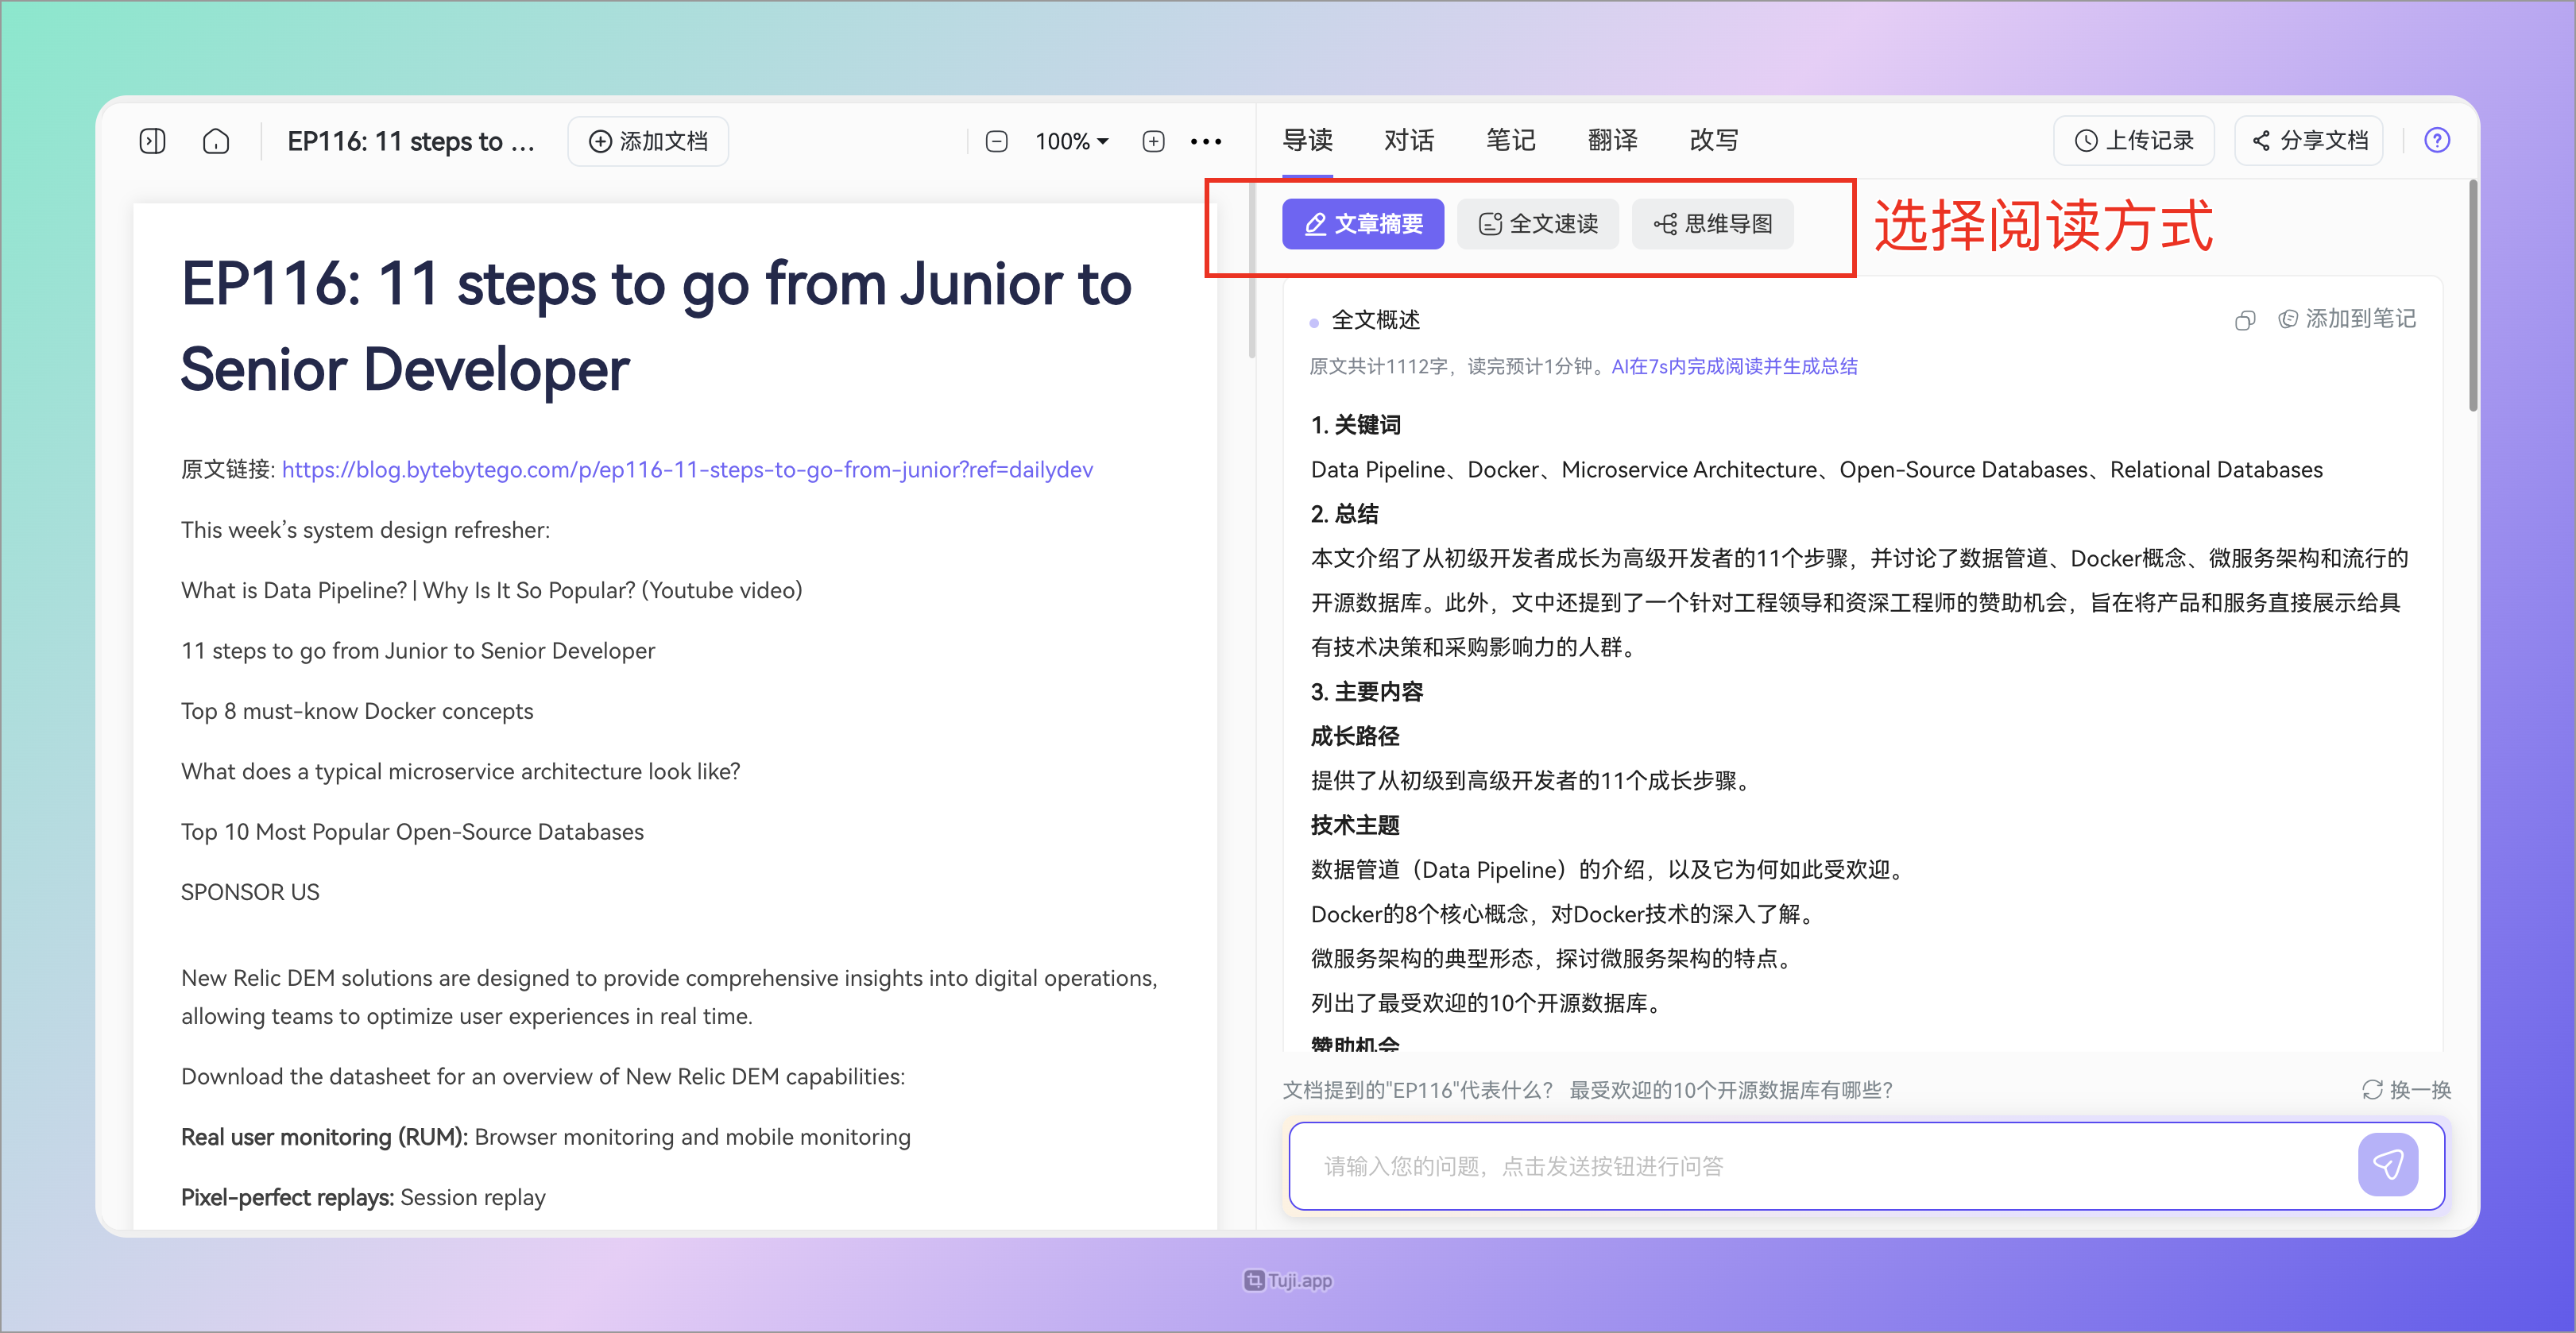 EP116: 11 steps to ...
添加文档
100%
导读
对话
笔记
翻译
改写
上传记录
分享文档
EP116: 11 steps to go from Junior to
Senior Developer
原文链接: https://blog.bytebytego.com/p/ep116-11-steps-to-go-from-junior?ref=dailydev
This week’s system design refresher:
What is Data Pipeline? | Why Is It So Popular? (Youtube video)
11 steps to go from Junior to Senior Developer
Top 8 must-know Docker concepts
What does a typical microservice architecture look like?
Top 10 Most Popular Open-Source Databases
SPONSOR US
New Relic DEM solutions are designed to provide comprehensive insights into digital operations,
allowing teams to optimize user experiences in real time.
Download the datasheet for an overview of New Relic DEM capabilities:
Real user monitoring (RUM): Browser monitoring and mobile monitoring
Pixel-perfect replays: Session replay
文章摘要
全文速读
思维导图
选择阅读方式
全文概述
添加到笔记
原文共计1112字，读完预计1分钟。AI在7s内完成阅读并生成总结
1. 关键词
Data Pipeline、Docker、Microservice Architecture、Open-Source Databases、Relational Databases
2. 总结
本文介绍了从初级开发者成长为高级开发者的11个步骤，并讨论了数据管道、Docker概念、微服务架构和流行的
开源数据库。此外，文中还提到了一个针对工程领导和资深工程师的赞助机会，旨在将产品和服务直接展示给具
有技术决策和采购影响力的人群。
3. 主要内容
成长路径
提供了从初级到高级开发者的11个成长步骤。
技术主题
数据管道（Data Pipeline）的介绍，以及它为何如此受欢迎。
Docker的8个核心概念，对Docker技术的深入了解。
微服务架构的典型形态，探讨微服务架构的特点。
列出了最受欢迎的10个开源数据库。
赞助机会
文档提到的"EP116"代表什么？ 最受欢迎的10个开源数据库有哪些？
换一换
请输入您的问题，点击发送按钮进行问答
Tuji.app